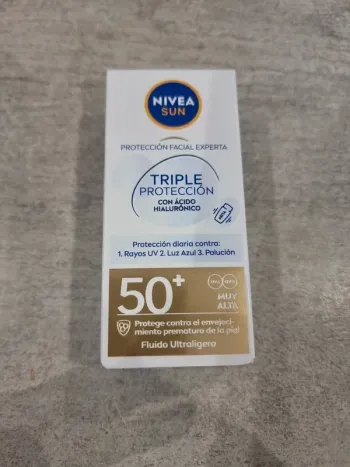 NIVEA
SUN
PROTECCIÓN FACIAL EXPERTA
TRIPLE
PROTECCIÓN
CON ÁCIDO
HIALURÓNICO
Protección diaria contra:
1. Rayos UV 2. Luz Azul 3. Polución
50+
MUY
ALTA
Protege contra el envejeci-
miento prematuro de la piel
Fluido Ultraligero